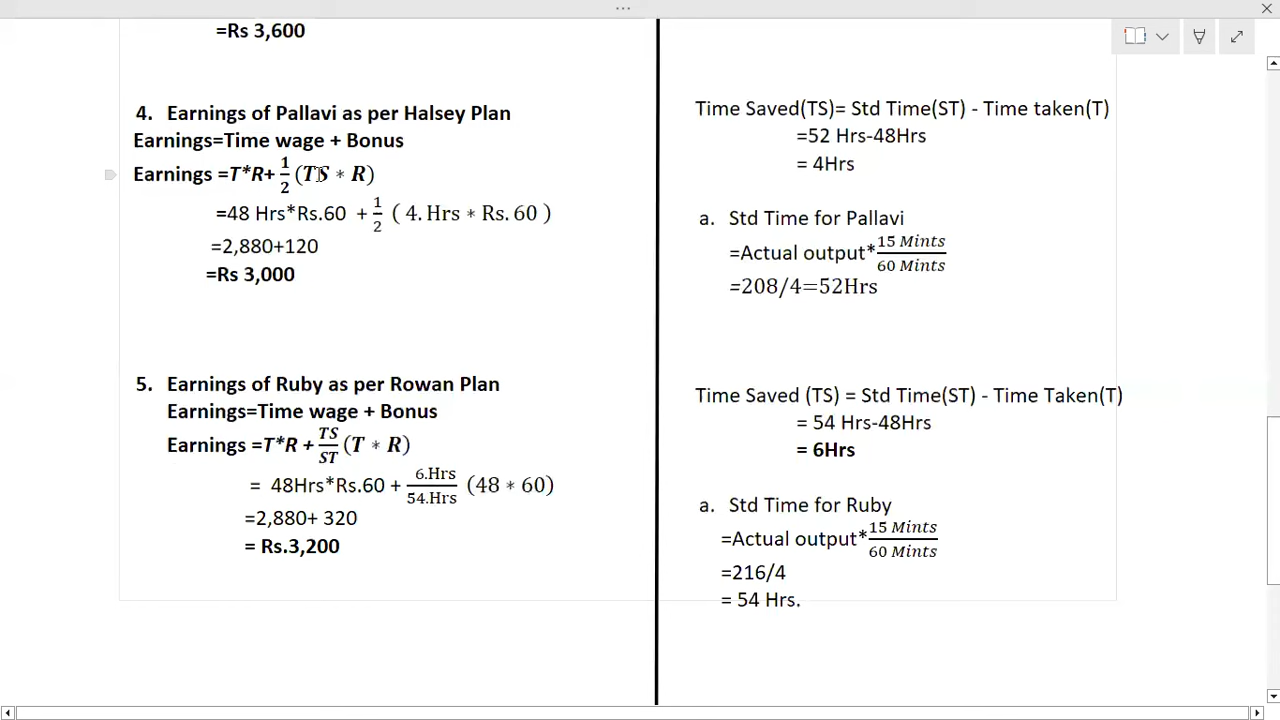 =Rs 3,600
4. Earnings of Pallavi as per Halsey Plan
Earnings=Time wage + Bonus
Earnings =T*R+ 1/2 (TS * R)
=48 Hrs*Rs.60 + 1/2 ( 4. Hrs * Rs. 60 )
=2,880+120
=Rs 3,000
5. Earnings of Ruby as per Rowan Plan
Earnings=Time wage + Bonus
Earnings =T*R + TS/ST (T * R)
= 48Hrs*Rs.60 + 6.Hrs/54.Hrs (48 * 60)
=2,880+ 320
= Rs.3,200
Time Saved(TS)= Std Time(ST) - Time taken(T)
=52 Hrs-48Hrs
= 4Hrs
a. Std Time for Pallavi
=Actual output* 15 Mints/60 Mints
=208/4=52Hrs
Time Saved (TS) = Std Time(ST) - Time Taken(T)
= 54 Hrs-48Hrs
= 6Hrs
a. Std Time for Ruby
=Actual output* 15 Mints/60 Mints
=216/4
= 54 Hrs.